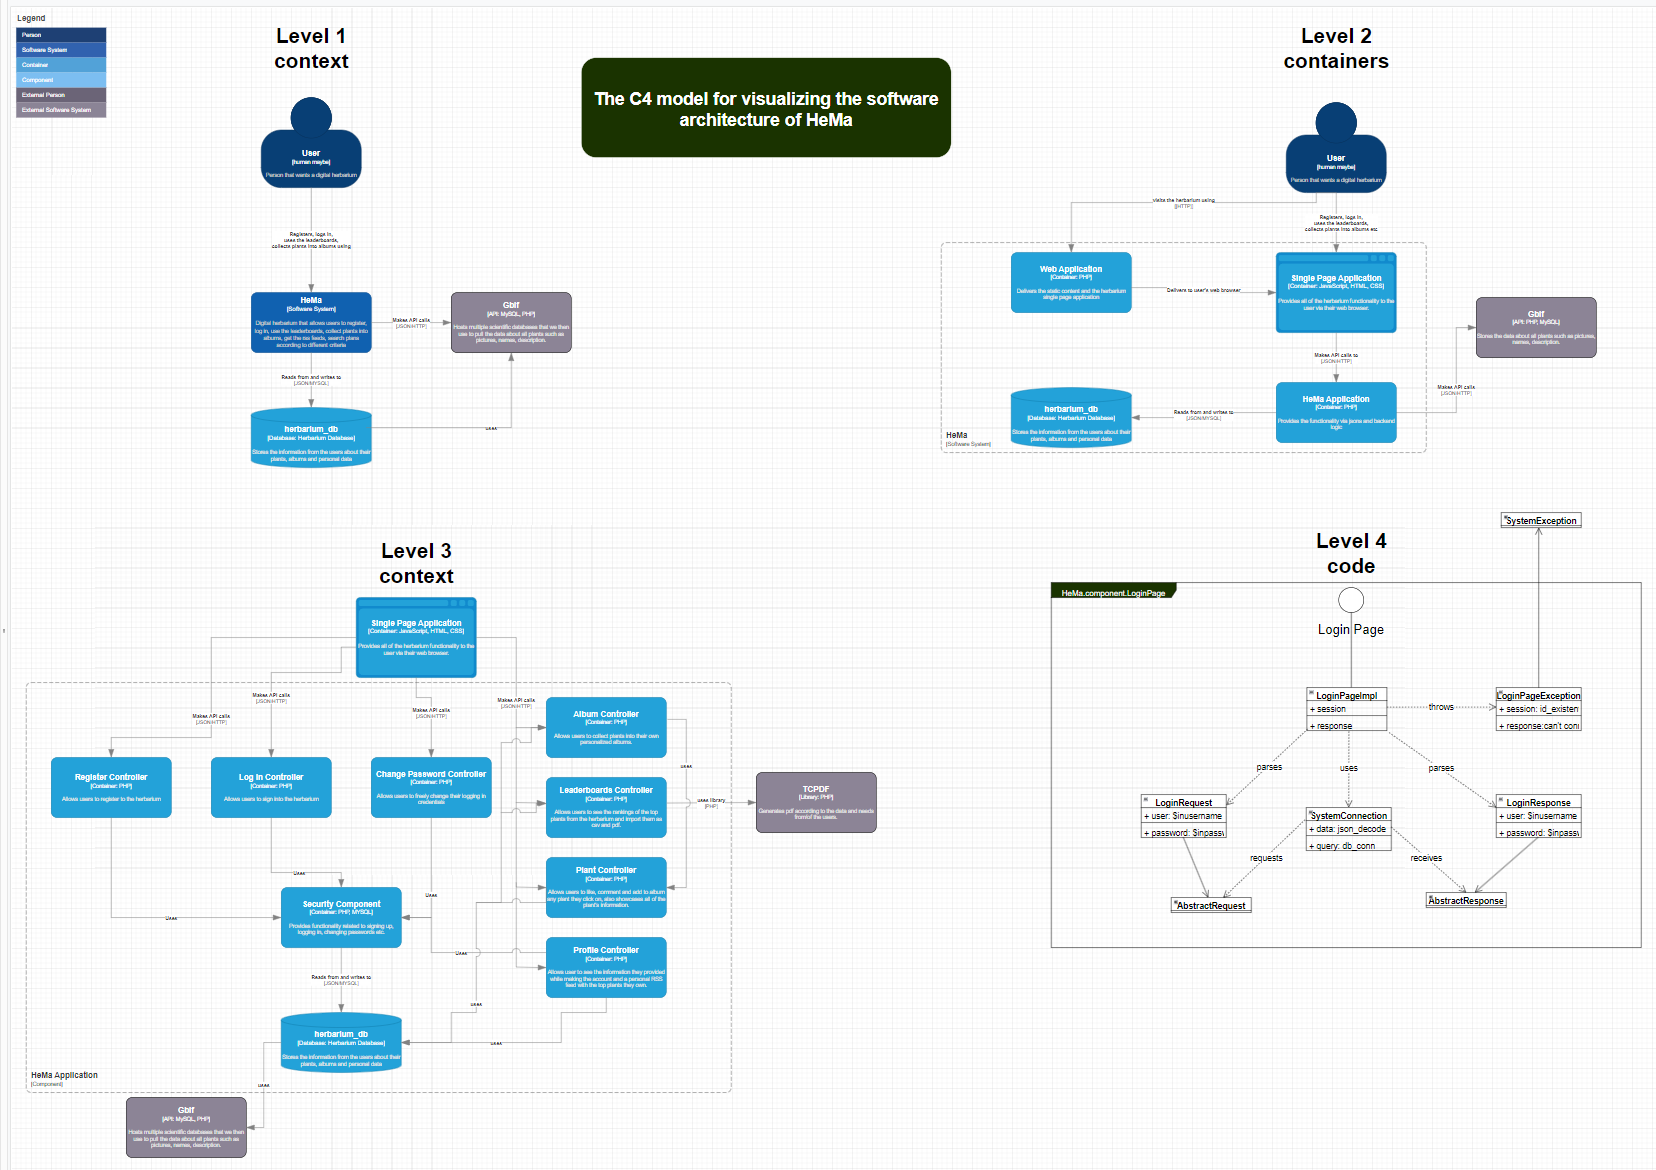 Legend
Person
Software System
Container
Component
External Person
External Software System
The C4 model for visualizing the software
architecture of HeMa
Level 1
context
User
[human maybe]
Person that wants a digital herbarium
Registers, logs in,
uses the leaderboards,
collects plants into albums using
HeMa
[Software System]
Digital herbarium that allows users to register,
log in, use the leaderboards, collect plants into
albums, get the rss feeds, search plans
according to different criteria
Makes API calls
[JSON/HTTP]
Gbif
[API: MySQL, PHP]
Hosts multiple scientific databases that we then
use to pull the data about all plants such as
pictures, names, description.
Reads from and writes to
[JSON/MYSQL]
herbarium_db
[Database: Herbarium Database]
Stores the information from the users about their
plants, albums and personal data
uses
Level 2
containers
User
[human maybe]
Person that wants a digital herbarium
visits the herbarium using
[HTTP]
Registers, logs in,
uses the leaderboards,
collects plants into albums etc
Web Application
[Container: PHP]
Delivers the static content and the herbarium
single page application
Delivers to user's web browser
Single Page Application
[Container: JavaScript, HTML, CSS]
Provides all of the herbarium functionality to the
user via their web browser.
Makes API calls to
[JSON/HTTP]
Gbif
[API: PHP, MySQL]
Stores the data about all plants such as pictures,
names, description.
Makes API calls
[JSON/HTTP]
HeMa Application
[Container: PHP]
Provides the functionality via jsons and backend
logic
Reads from and writes to
[JSON/MYSQL]
herbarium_db
[Database: Herbarium Database]
Stores the information from the users about their
plants, albums and personal data
HeMa
[Software System]
Level 3
context
Single Page Application
[Container: JavaScript, HTML, CSS]
Provides all of the herbarium functionality to the
user via their web browser.
Makes API calls
[JSON/HTTP]
Makes API calls
[JSON/HTTP]
Makes API calls
[JSON/HTTP]
Makes API calls
[JSON/HTTP]
Register Controller
[Container: PHP]
Allows users to register to the herbarium
Log In Controller
[Container: PHP]
Allows users to sign into the herbarium
Change Password Controller
[Container: PHP]
Allows users to freely change their logging in
credentials
Album Controller
[Container: PHP]
Allows users to collect plants into their own
personalized albums.
uses
Leaderboards Controller
[Container: PHP]
Allows users to see the rankings of the top
plants from the herbarium and import them as
csv and pdf.
uses library
[PHP]
TCPDF
[Library: PHP]
Generates pdf according to the data and needs
from/of the users.
Plant Controller
[Container: PHP]
Allows users to like, comment and add to album
any plant they click on, also showcases all of the
plant's information.
Profile Controller
[Container: PHP]
Allows user to see the information they provided
while making the account and a personal RSS
feed with the top plants they own.
Uses
Uses
Uses
Uses
Security Component
[Container: PHP, MYSQL]
Provides functionality related to signing up,
logging in, changing passwords etc.
Reads from and writes to
[JSON/MYSQL]
uses
uses
herbarium_db
[Database: Herbarium Database]
Stores the information from the users about their
plants, albums and personal data
uses
HeMa Application
[Component]
Gbif
[API: MySQL, PHP]
Hosts multiple scientific databases that we then
use to pull the data about all plants such as
pictures, names, description.
Level 4
code
SystemException
HeMa.component.LoginPage
Login Page
LoginPageImpl
+ session
+ response
throws
LoginPageException
+ session: id_existen
+ response:can't coni
parses
uses
parses
LoginRequest
+ user: $inusername
+ password: $inpassw
SystemConnection
+ data: json_decode
+ query: db_conn
LoginResponse
+ user: $inusername
+ password: $inpassw
requests
receives
AbstractRequest
AbstractResponse